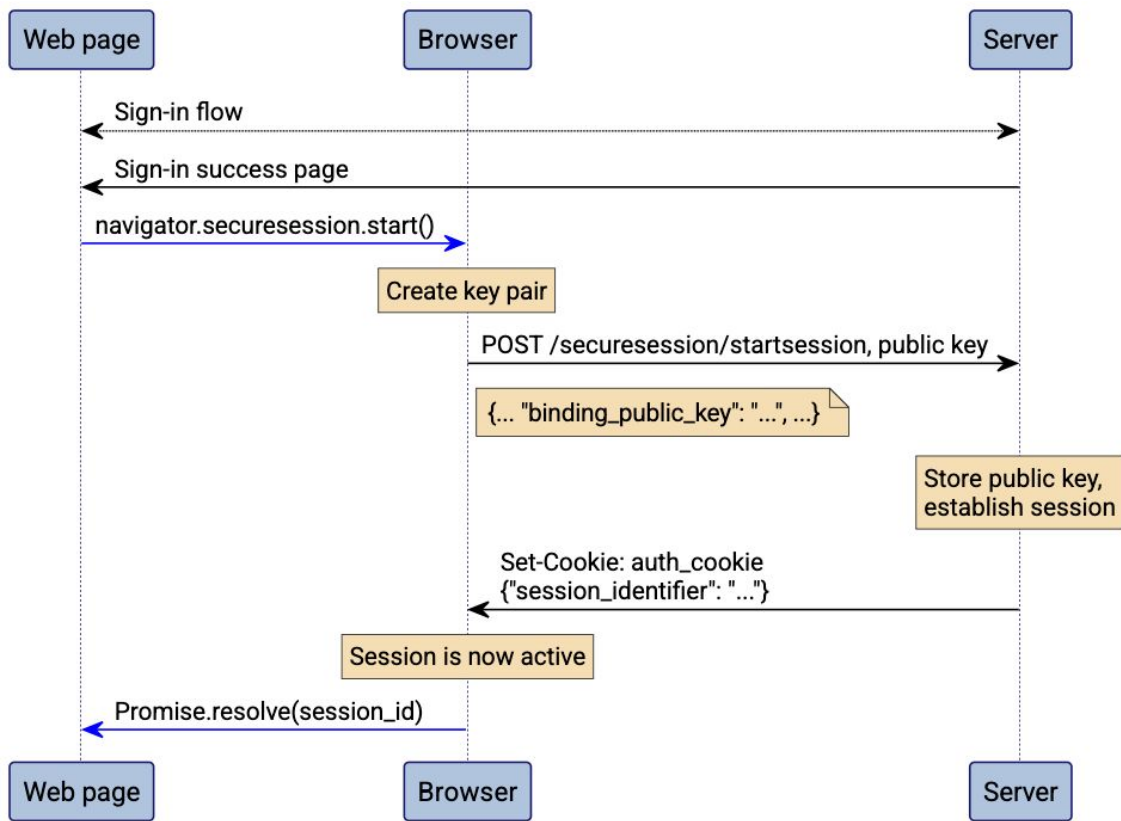 Web page
Browser
Server
Sign-in flow
Sign-in success page
navigator.securesession.start()
Create key pair
POST /securesession/startsession, public key
{... "binding_public_key": "...", ...}
Store public key,
establish session
Set-Cookie: auth_cookie
{"session_identifier": "..."}
Session is now active
Promise.resolve(session_id)
Web page
Browser
Server